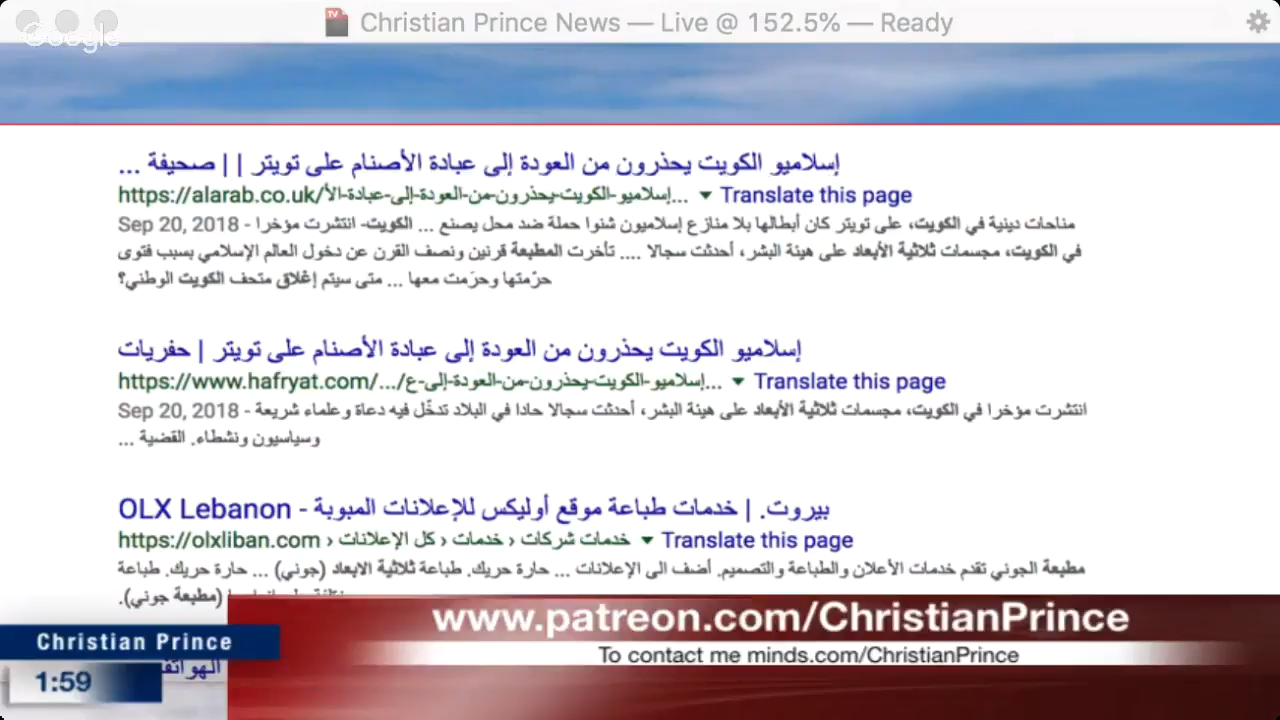 Google
Christian Prince News — Live @ 152.5% — Ready
إسلاميو الكويت يحذرون من العودة إلى عبادة الأصنام على تويتر | | صحيفة ...
https://alarab.co.uk/إسلاميو-الكويت-يحذرون-من-العودة-إلى-عبادة-الأ... ▼ Translate this page
Sep 20, 2018 - مناحات دينية في الكويت، على تويتر كان أبطالها بلا منازع إسلاميون شنوا حملة ضد محل يصنع ... الكويت- انتشرت مؤخرا
في الكويت، مجسمات ثلاثية الأبعاد على هيئة البشر، أحدثت سجالا .... تأخرت المطبعة قرنين ونصف القرن عن دخول العالم الإسلامي بسبب فتوى
حرّمتها وحرَمت معها ... متى سيتم إغلاق متحف الكويت الوطني؟
إسلاميو الكويت يحذرون من العودة إلى عبادة الأصنام على تويتر | حفريات
https://www.hafryat.com/.../إسلاميو-الكويت-يحذرون-من-العودة-إلى-ع... ▼ Translate this page
Sep 20, 2018 - انتشرت مؤخرا في الكويت، مجسمات ثلاثية الأبعاد على هيئة البشر، أحدثت سجالا حادا في البلاد تدخّل فيه دعاة وعلماء شريعة
وسياسيون ونشطاء. القضية ...
OLX Lebanon - بيروت. | خدمات طباعة موقع أوليكس للإعلانات المبوبة
https://olxliban.com › خدمات شركات › خدمات › كل الإعلانات ▼ Translate this page
مطبعة الجوني تقدم خدمات الأعلان والطباعة والتصميم. أضف الى الإعلانات ... حارة حريك. طباعة ثلاثية الابعاد (جوني) ... حارة حريك. طباعة
(مطبعة جوني).
www.patreon.com/ChristianPrince
Christian Prince
To contact me minds.com/ChristianPrince
1:59